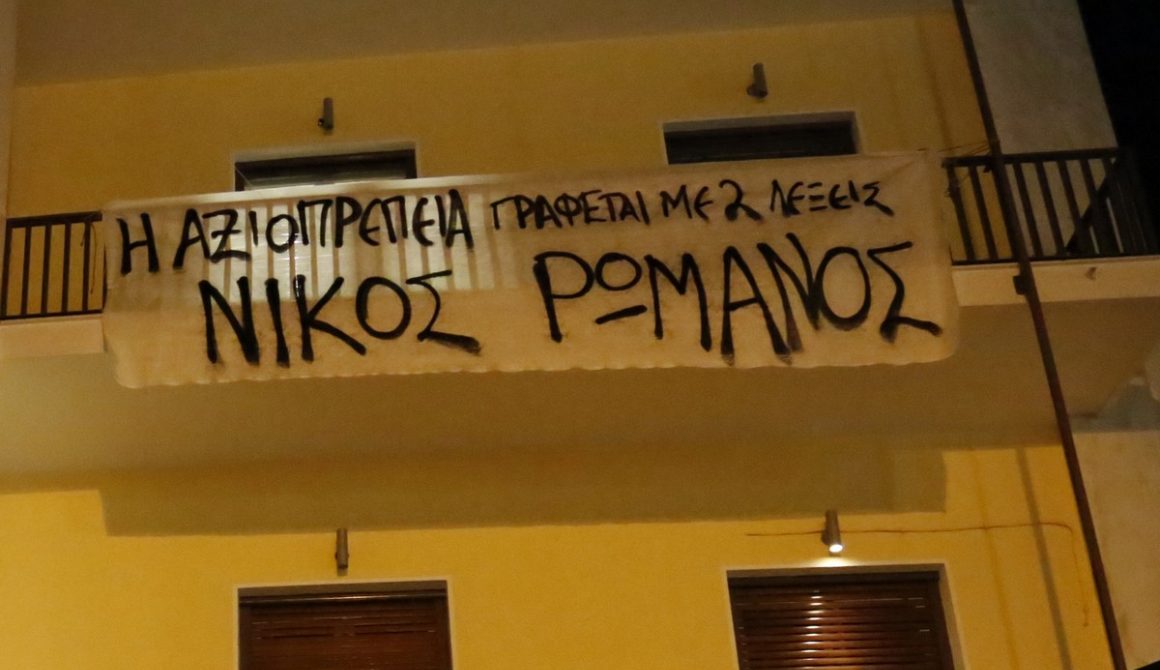 Η ΑΞΙΟΠΡΕΠΕΙΑ ΓΡΑΦΕΤΑΙ ΜΕ 2 ΛΕΞΕΙΣ
ΝΙΚΟΣ ΡΩΜΑΝΟΣ